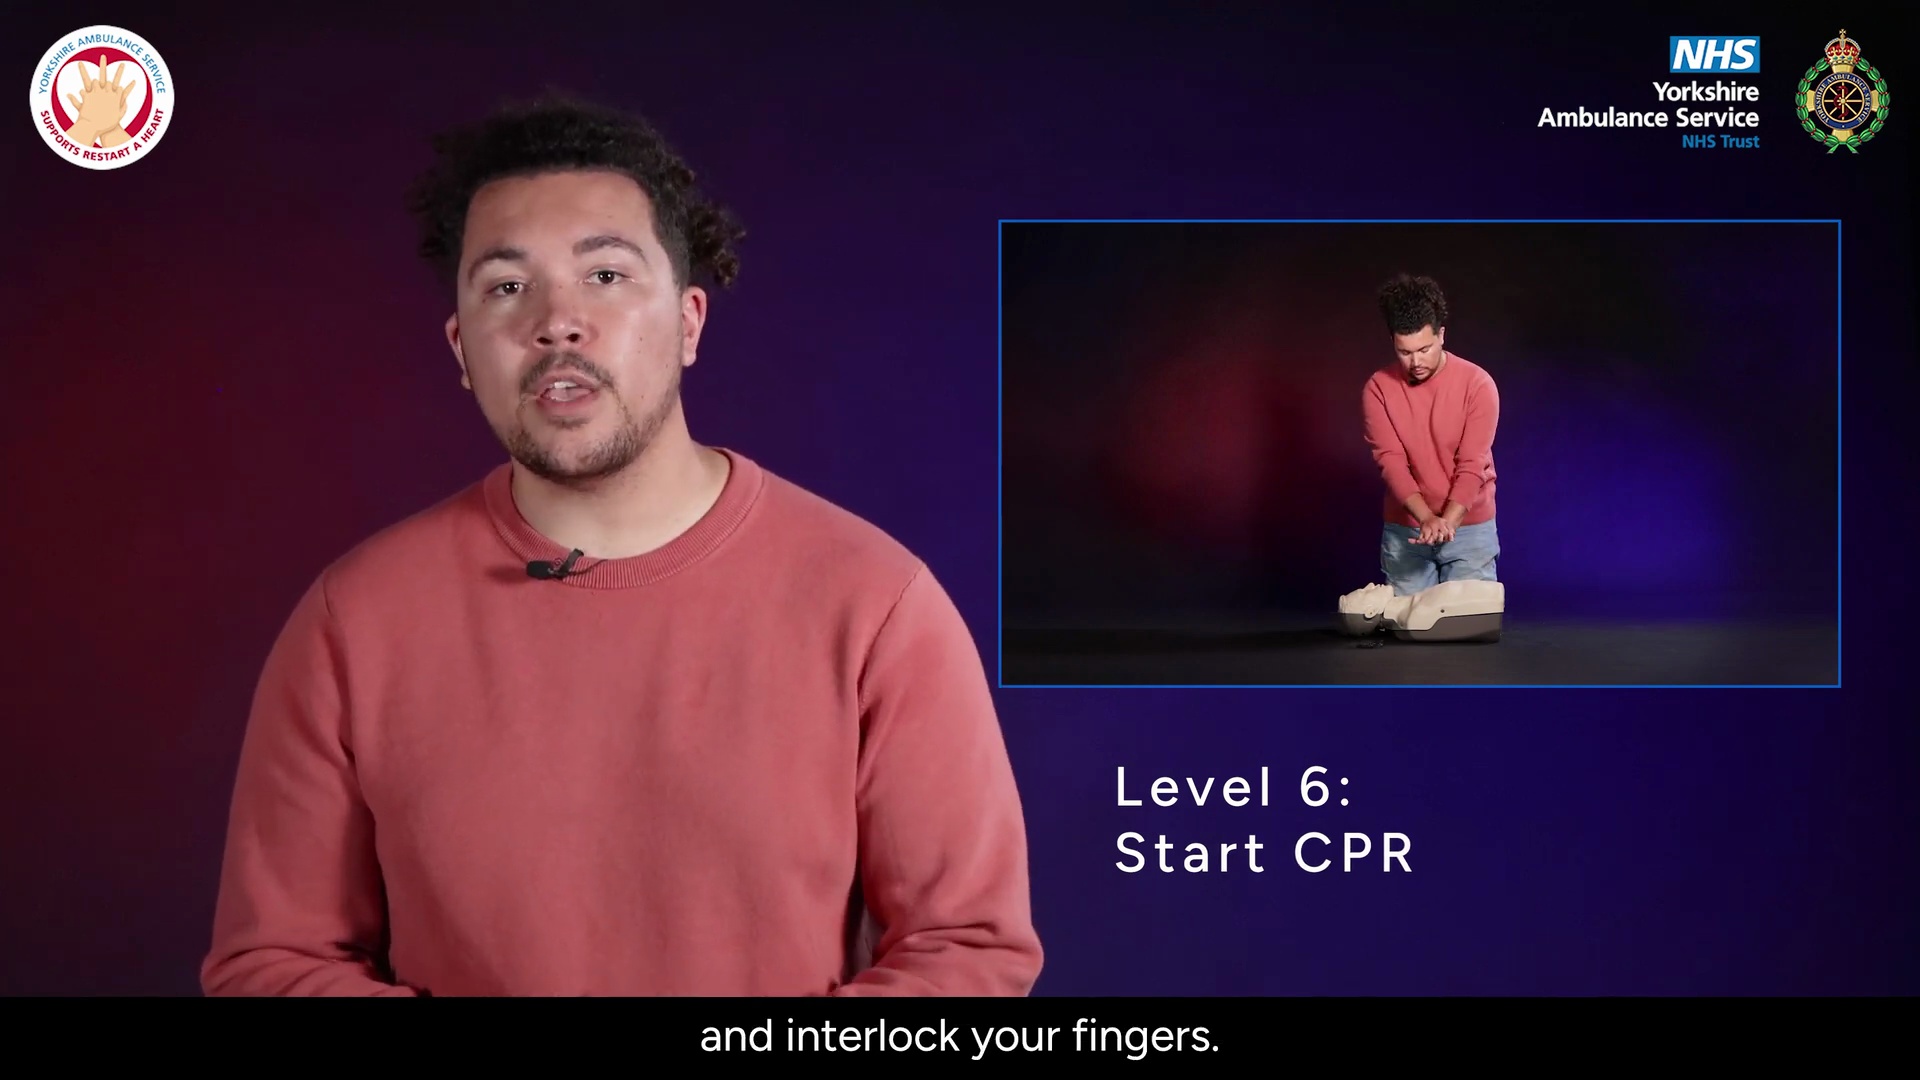 YORKSHIRE AMBULANCE SERVICE
SUPPORTS RESTART A HEART
NHS
Yorkshire
Ambulance Service
NHS Trust
Level 6:
Start CPR
and interlock your fingers.